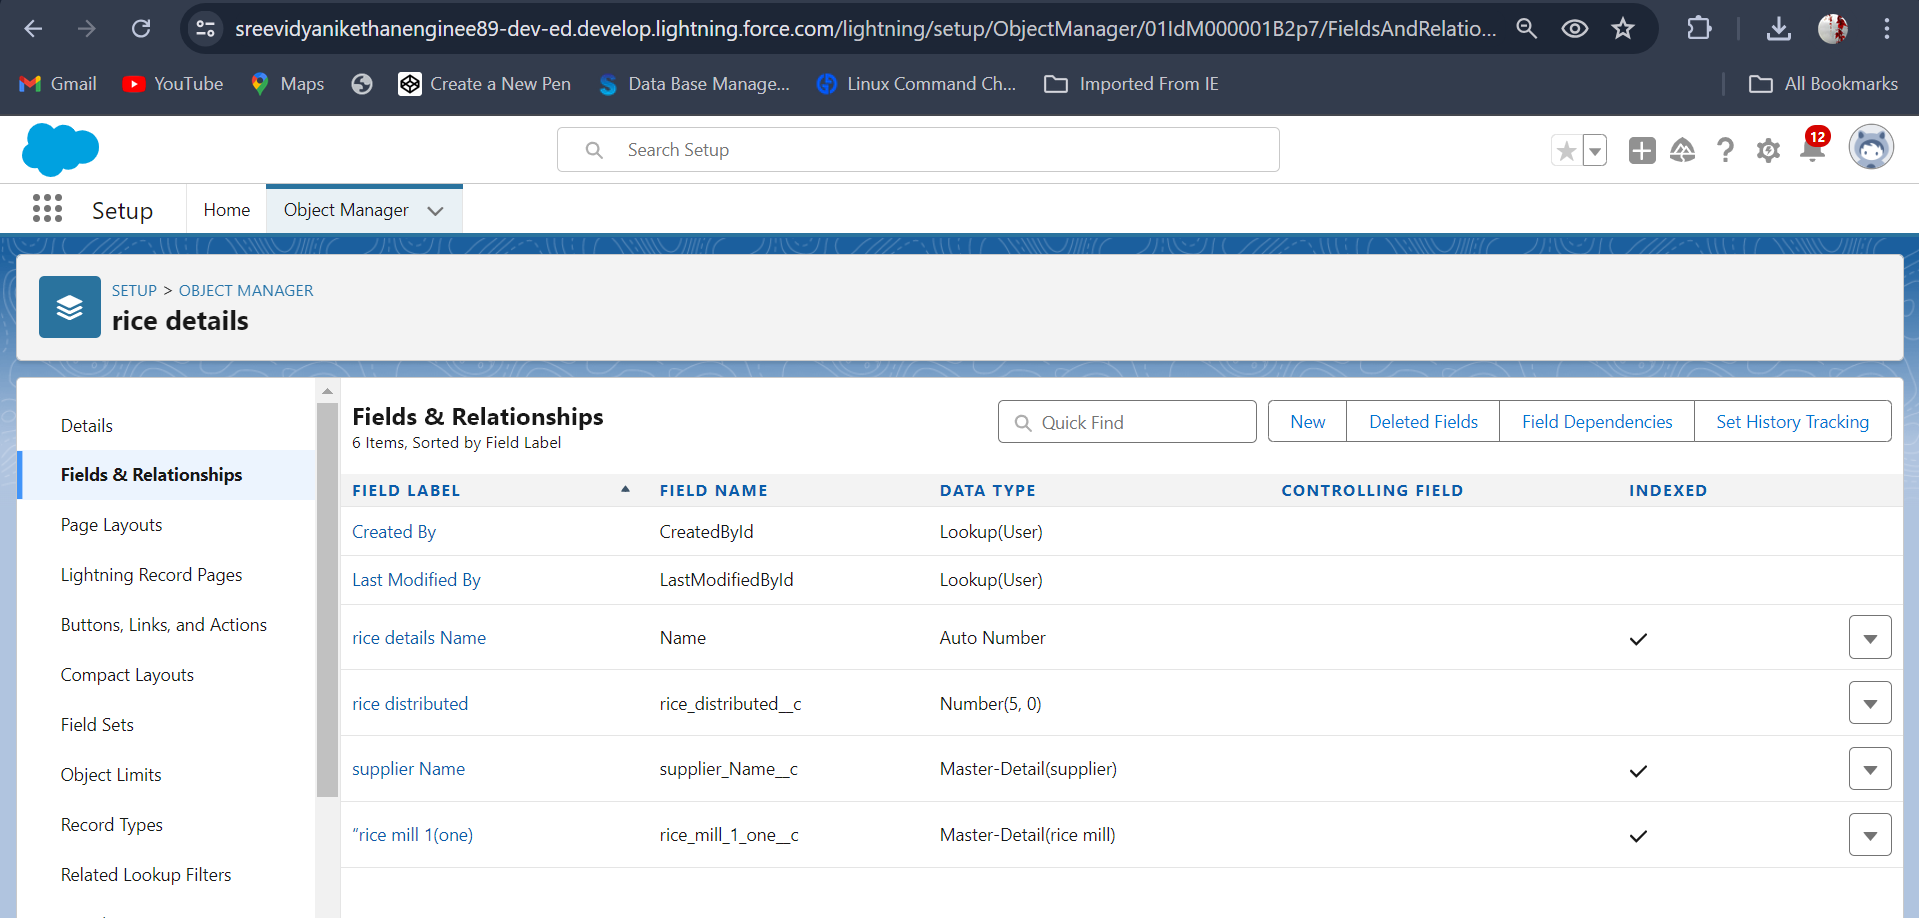 sreevidyanikethanenginee89-dev-ed.develop.lightning.force.com/lightning/setup/ObjectManager/01IdM000001B2p7/FieldsAndRelatio...
Gmail YouTube Maps Create a New Pen Data Base Manage... Linux Command Ch... Imported From IE All Bookmarks
Search Setup
12
Setup Home Object Manager
SETUP > OBJECT MANAGER
rice details
Details
Fields & Relationships
Page Layouts
Lightning Record Pages
Buttons, Links, and Actions
Compact Layouts
Field Sets
Object Limits
Record Types
Related Lookup Filters
Fields & Relationships
6 Items, Sorted by Field Label
Quick Find
New Deleted Fields Field Dependencies Set History Tracking
FIELD LABEL FIELD NAME DATA TYPE CONTROLLING FIELD INDEXED
Created By CreatedById Lookup(User)
Last Modified By LastModifiedById Lookup(User)
rice details Name Name Auto Number
rice distributed rice_distributed__c Number(5, 0)
supplier Name supplier_Name__c Master-Detail(supplier)
“rice mill 1(one) rice_mill_1_one__c Master-Detail(rice mill)